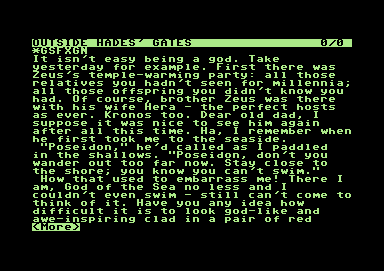 OUTSIDE HADES' GATES 0/0
*GSFXGN
It isn't easy being a god. Take
yesterday for example. First there was
Zeus's temple-warming party: all those
relatives you hadn't seen for millennia;
all those offspring you didn't know you
had. Of course, brother Zeus was there
with his wife Hera - the perfect hosts
as ever. Kronos too. Dear old dad, I
suppose it was nice to see him again
after all this time. Ha, I remember when
he first took me to the seaside.
"Poseidon," he'd called as I paddled
in the shallows. "Poseidon, don't you
wander out too far now. Stay close to
the shore; you know you can't swim."
How that used to embarrass me! There I
am, God of the Sea no less and I
couldn't even swim - still can't come to
think of it. Have you any idea how
difficult it is to look god-like and
awe-inspiring clad in a pair of red
<More>